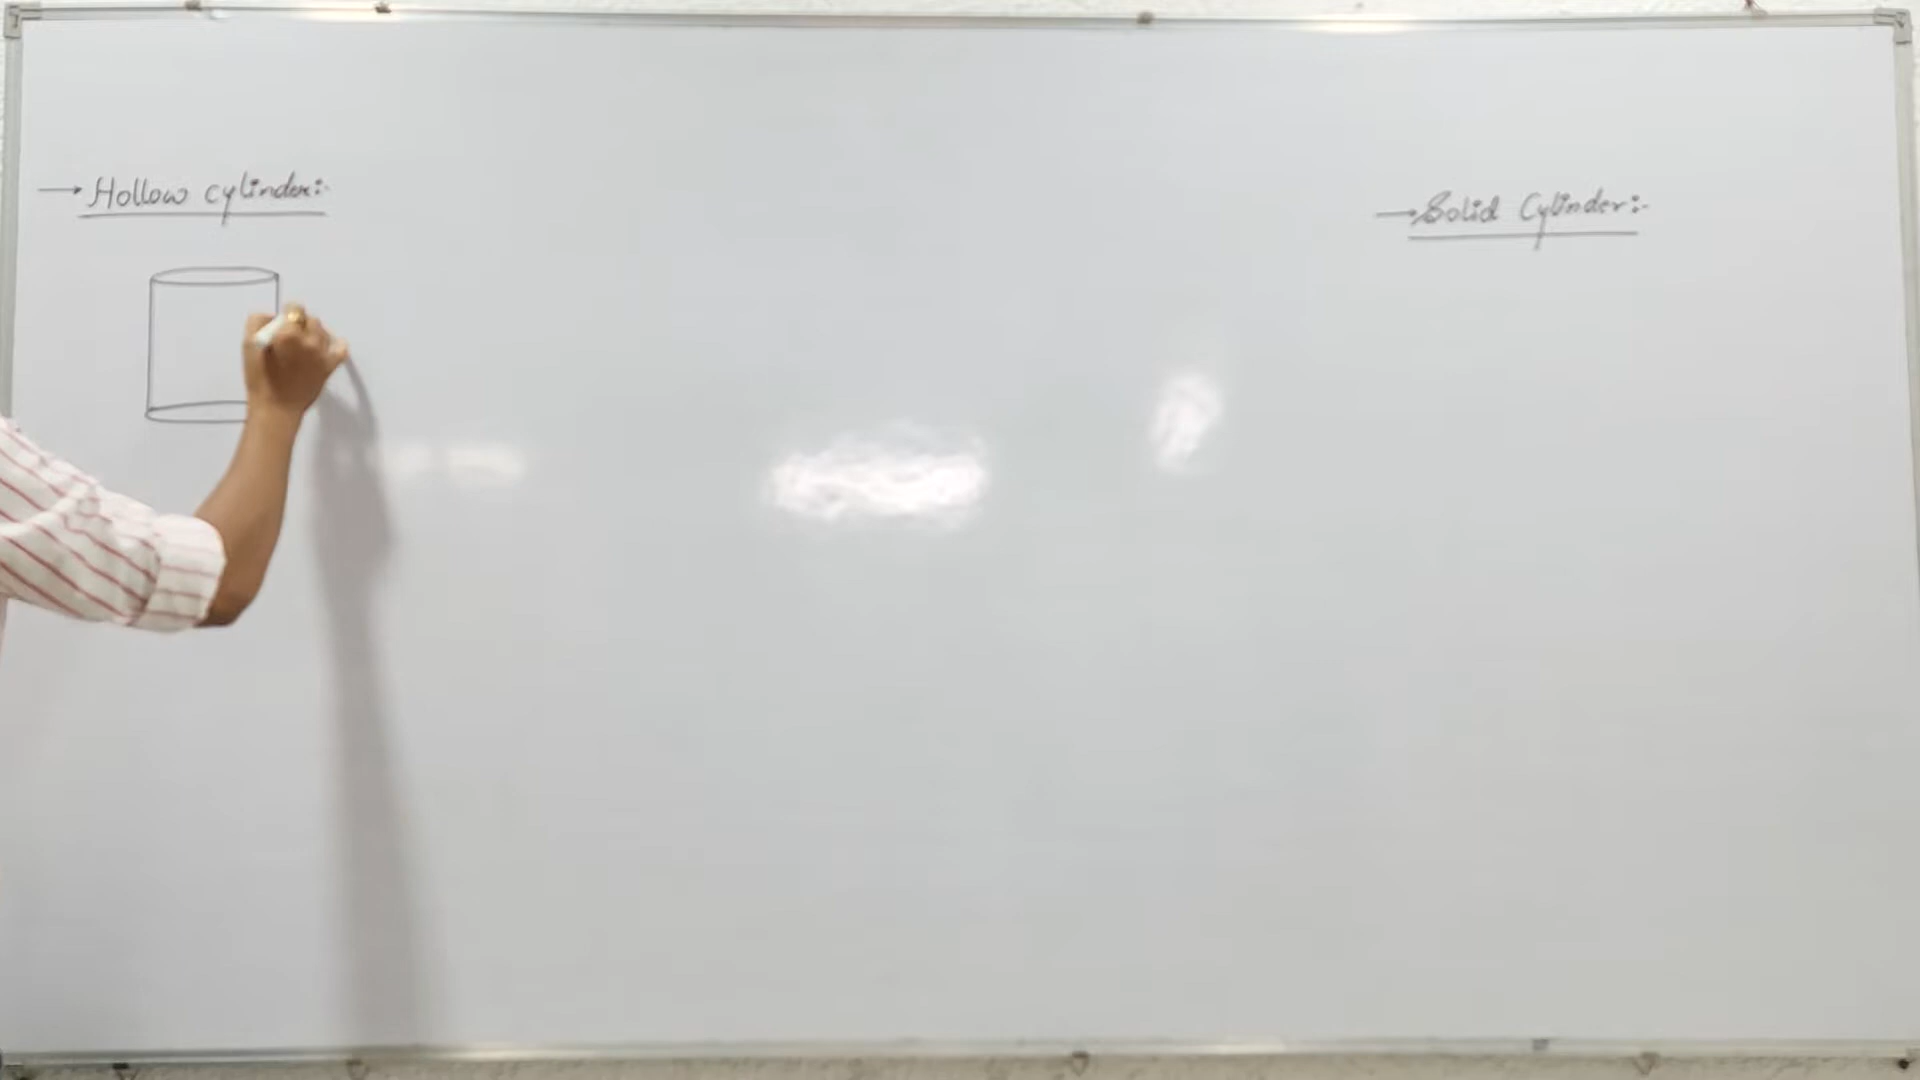 → Hollow cylinder:-
→ Solid Cylinder:-